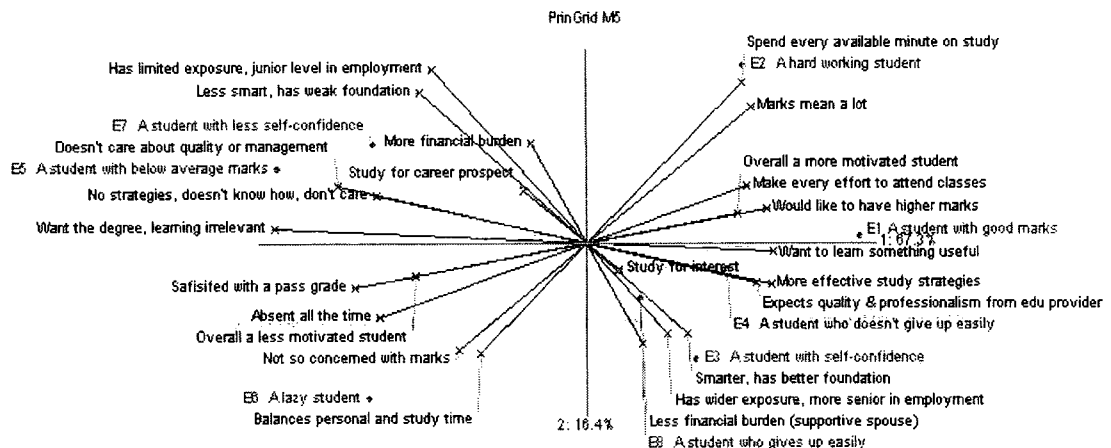 PrinGrid M5
Spend every available minute on study
E2 A hard working student
Has limited exposure, junior level in employment
Less smart, has weak foundation
Marks mean a lot
E7 A student with less self-confidence
More financial burden
Doesn't care about quality or management
E5 A student with below average marks
Study for career prospect
Overall a more motivated student
Make every effort to attend classes
No strategies, doesn't know how, don't care
Would like to have higher marks
Want the degree, learning irrelevant
E1 A student with good marks
1: 67.3%
Want to learn something useful
Study for interest
Satisifed with a pass grade
More effective study strategies
Expects quality & professionalism from edu provider
Absent all the time
E4 A student who doesn't give up easily
Overall a less motivated student
Not so concerned with marks
E3 A student with self-confidence
Smarter, has better foundation
E6 A lazy student
Has wider exposure, more senior in employment
Balances personal and study time
2: 16.4%
Less financial burden (supportive spouse)
E8 A student who gives up easily